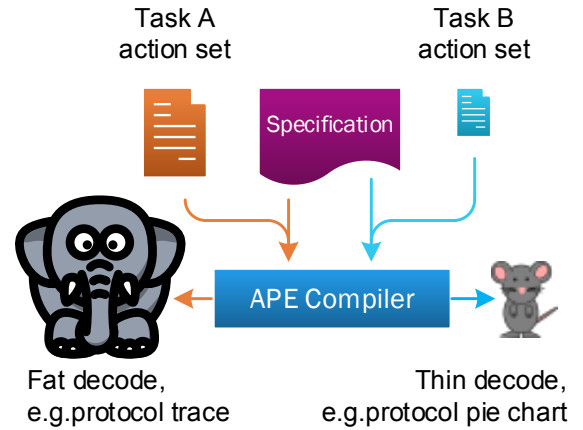 Task A
action set
Task B
action set
Specification
APE Compiler
Fat decode,
e.g.protocol trace
Thin decode,
e.g.protocol pie chart